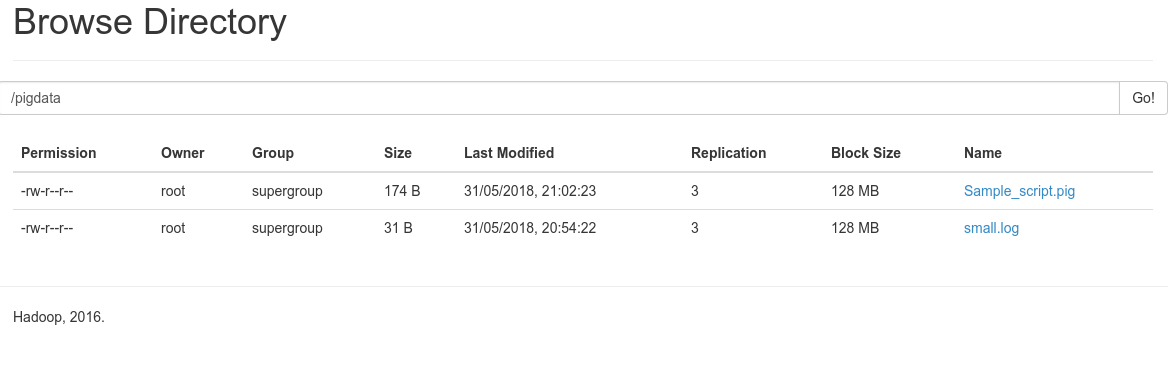 Browse Directory
/pigdata Go!
Permission Owner Group Size Last Modified Replication Block Size Name
-rw-r--r-- root supergroup 174 B 31/05/2018, 21:02:23 3 128 MB Sample_script.pig
-rw-r--r-- root supergroup 31 B 31/05/2018, 20:54:22 3 128 MB small.log
Hadoop, 2016.